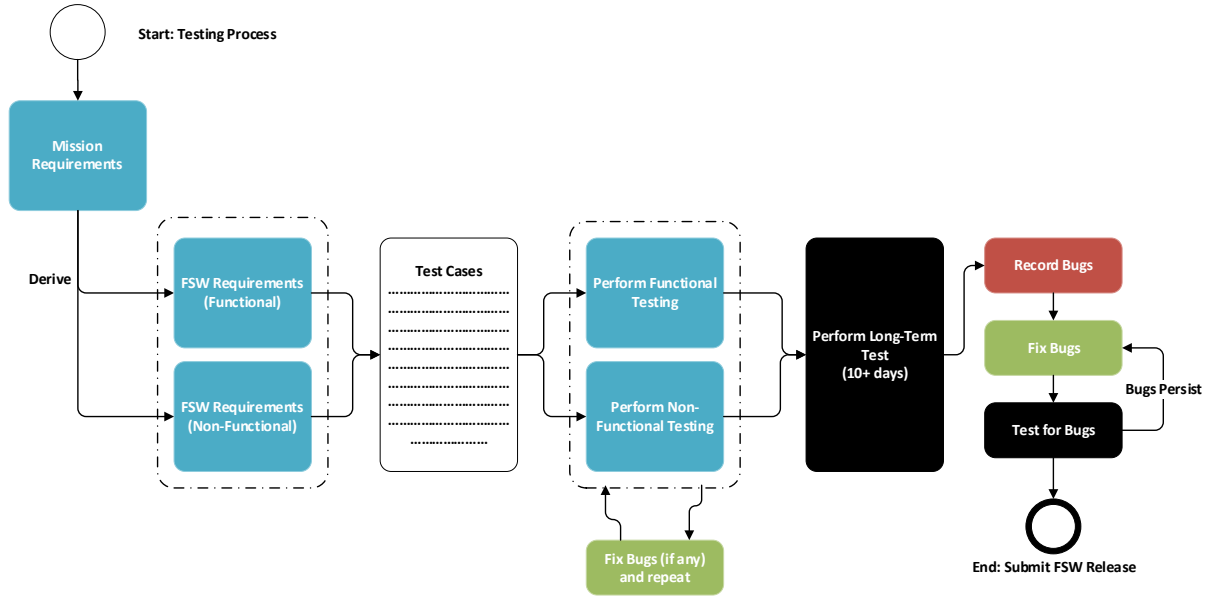 Start: Testing Process
Mission
Requirements
Derive
FSW Requirements
(Functional)
FSW Requirements
(Non-Functional)
Test Cases
Perform Functional
Testing
Perform Non-
Functional Testing
Fix Bugs (if any)
and repeat
Perform Long-Term
Test
(10+ days)
Record Bugs
Fix Bugs
Bugs Persist
Test for Bugs
End: Submit FSW Release